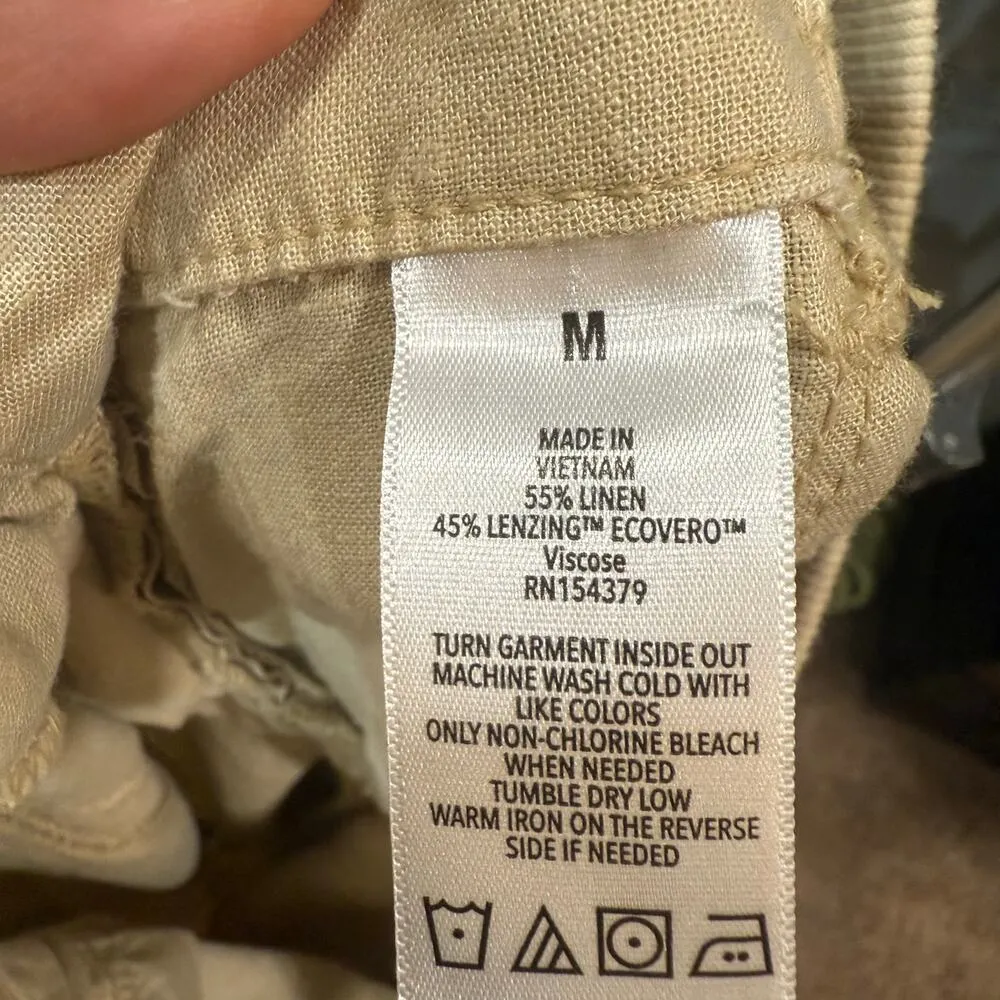 M
MADE IN
VIETNAM
55% LINEN
45% LENZING™ ECOVERO™
Viscose
RN154379
TURN GARMENT INSIDE OUT
MACHINE WASH COLD WITH
LIKE COLORS
ONLY NON-CHLORINE BLEACH
WHEN NEEDED
TUMBLE DRY LOW
WARM IRON ON THE REVERSE
SIDE IF NEEDED